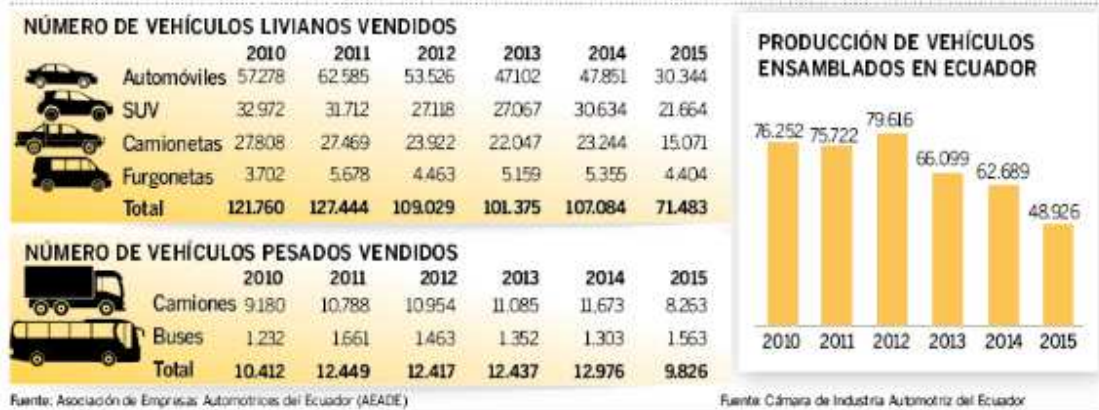 NÚMERO DE VEHÍCULOS LIVIANOS VENDIDOS
2010 2011 2012 2013 2014 2015
Automóviles 57.278 62.585 53.526 47.102 47.851 30.344
SUV 32.972 31.712 27.118 27.067 30.634 21.664
Camionetas 27.808 27.469 23.922 22.047 23.244 15.071
Furgonetas 3.702 5.678 4.463 5.159 5.355 4.404
Total 121.760 127.444 109.029 101.375 107.084 71.483
NÚMERO DE VEHÍCULOS PESADOS VENDIDOS
2010 2011 2012 2013 2014 2015
Camiones 9.180 10.788 10.954 11.085 11.673 8.263
Buses 1.232 1.661 1.463 1.352 1.303 1.563
Total 10.412 12.449 12.417 12.437 12.976 9.826
Fuente: Asociación de Empresas Automotrices del Ecuador (AEADE)
PRODUCCIÓN DE VEHÍCULOS
ENSAMBLADOS EN ECUADOR
76.252 75.722 79.616 66.099 62.689 48.926
2010 2011 2012 2013 2014 2015
Fuente: Cámara de Industria Automotriz del Ecuador